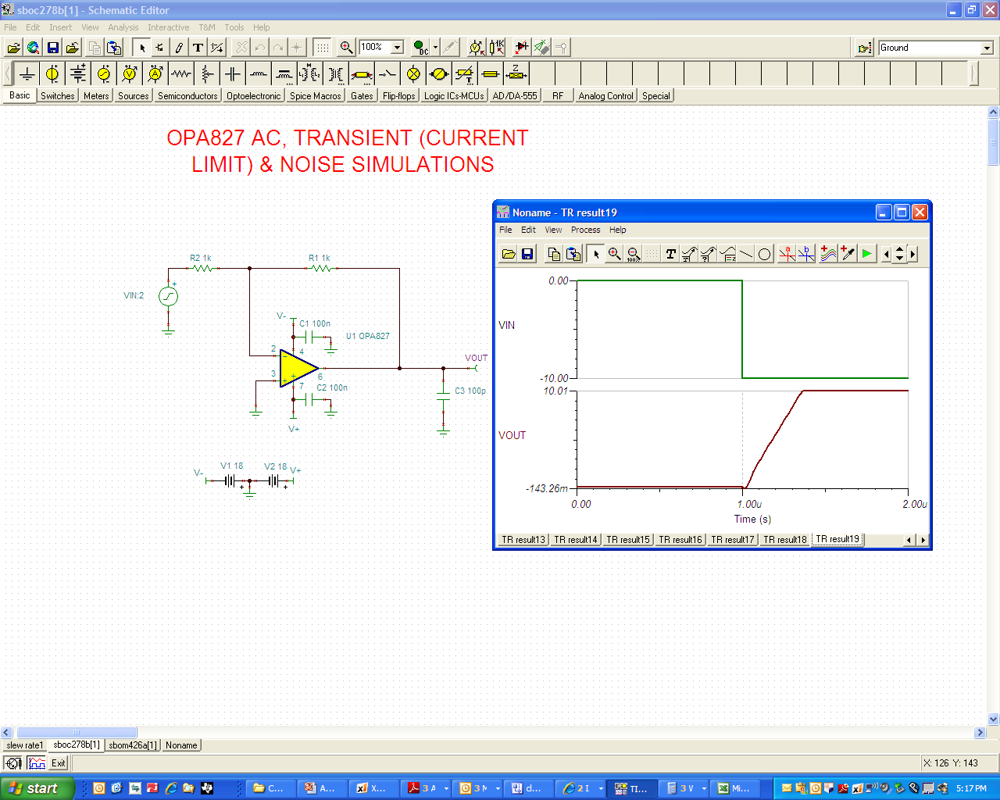 sboc278b[1] - Schematic Editor
File Edit Insert View Analysis Interactive T&M Tools Help
100%
DC
1K
Ground
Basic Switches Meters Sources Semiconductors Optoelectronic Spice Macros Gates Flip-flops Logic ICs-MCUs AD/DA-555 RF Analog Control Special
OPA827 AC, TRANSIENT (CURRENT
LIMIT) & NOISE SIMULATIONS
R2 1k
R1 1k
VIN:2
V-
C1 100n
U1 OPA827
2
4
3
6
7
C2 100n
V+
VOUT
C3 100p
V-
V1 18
V2 18
V+
Noname - TR result19
File Edit View Process Help
0.00
VIN
-10.00
10.01
VOUT
-143.26m
0.00
1.00u
2.00u
Time (s)
TR result13 TR result14 TR result15 TR result16 TR result17 TR result18 TR result19
slew rate1 sboc278b[1] sbom426a[1] Noname
Exit
X: 126 Y: 143
start
C...
A...
X...
3 A
3 M
d...
2 I
TI...
3 V
Mi...
5:17 PM